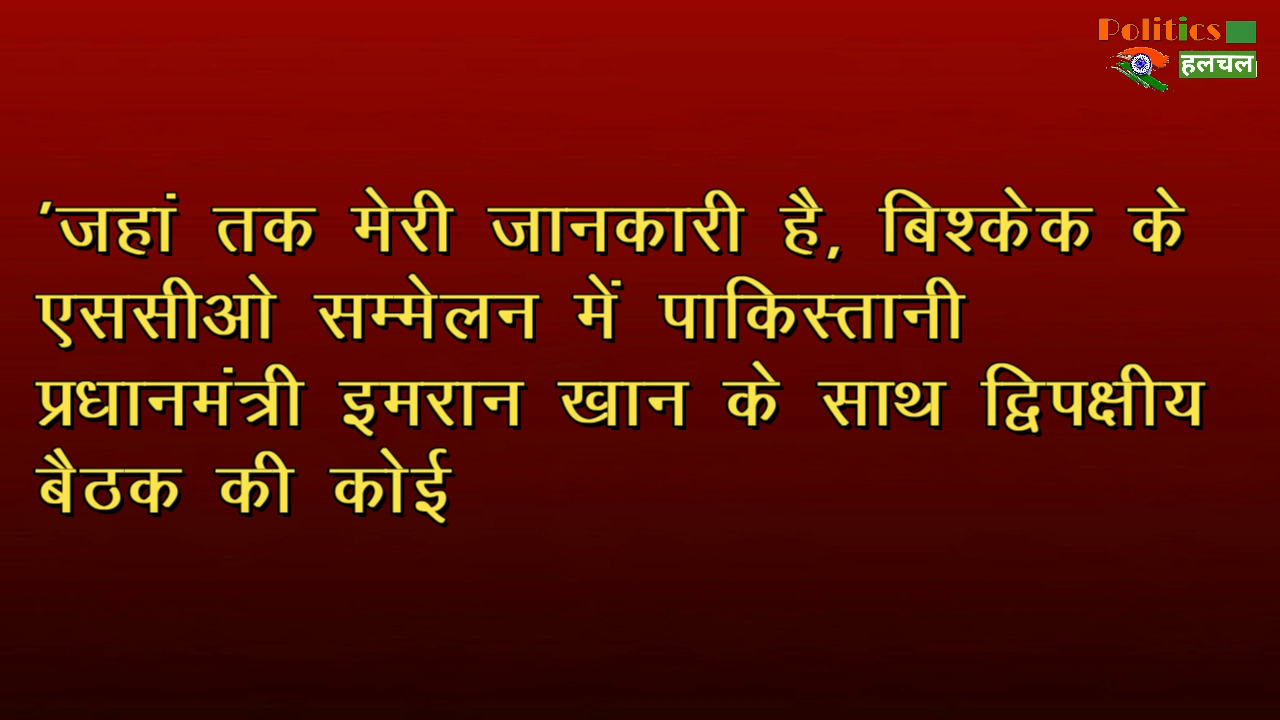 Politics
हलचल
'जहां तक मेरी जानकारी है, बिश्केक के
एससीओ सम्मेलन में पाकिस्तानी
प्रधानमंत्री इमरान खान के साथ द्विपक्षीय
बैठक की कोई